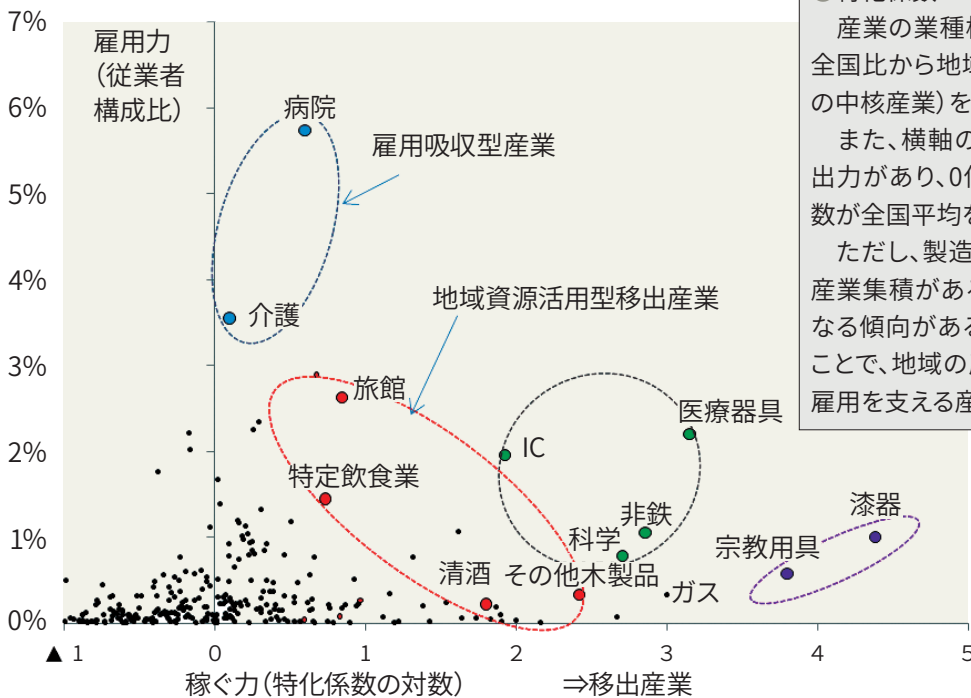 7%
6%
5%
4%
3%
2%
1%
0%
雇用力
(従業者
構成比)
病院
雇用吸収型産業
介護
地域資源活用型移出産業
旅館
医療器具
IC
特定飲食業
非鉄
漆器
科学
宗教用具
清酒
その他木製品
ガス
▲ 1
0
1
2
3
4
5
稼ぐ力(特化係数の対数)
⇒移出産業
産業の業種
全国比から地域
の中核産業)を
また、横軸の
出力があり、0
数が全国平均を
ただし、製造
産業集積があ
なる傾向がある
ことで、地域の
雇用を支える産